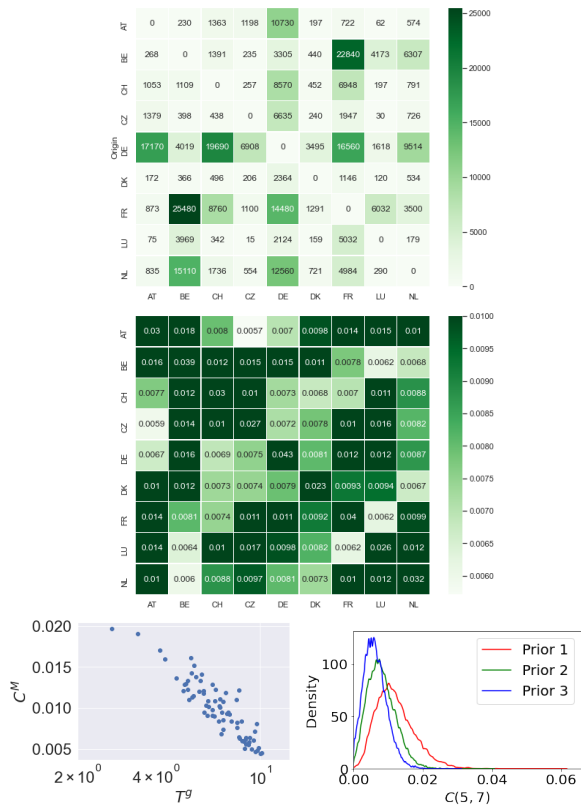 AT 0 230 1363 1198 10730 197 722 62 574
BE 268 0 1391 235 3305 440 22840 4173 6307
CH 1053 1109 0 257 8570 452 6948 197 791
CZ 1379 398 438 0 6635 240 1947 30 726
Origin
DE 17170 4019 19690 6908 0 3495 16560 1618 9514
DK 172 366 496 206 2364 0 1146 120 534
FR 873 25480 8760 1100 14480 1291 0 6032 3500
LU 75 3969 342 15 2124 159 5032 0 179
NL 835 15110 1736 554 12560 721 4984 290 0
AT BE CH CZ DE DK FR LU NL
25000
20000
15000
10000
5000
0
AT 0.03 0.018 0.008 0.0057 0.007 0.0098 0.014 0.015 0.01
BE 0.016 0.039 0.012 0.015 0.015 0.011 0.0078 0.0062 0.0068
CH 0.0077 0.012 0.03 0.01 0.0073 0.0068 0.007 0.011 0.0088
CZ 0.0059 0.014 0.01 0.027 0.0072 0.0078 0.01 0.016 0.0082
DE 0.0067 0.016 0.0069 0.0075 0.043 0.0081 0.012 0.012 0.0087
DK 0.01 0.012 0.0073 0.0074 0.0079 0.023 0.0093 0.0094 0.0067
FR 0.014 0.0081 0.0074 0.011 0.011 0.0092 0.04 0.0062 0.0099
LU 0.014 0.0064 0.01 0.017 0.0098 0.0082 0.0062 0.026 0.012
NL 0.01 0.006 0.0088 0.0097 0.0081 0.0073 0.01 0.012 0.032
AT BE CH CZ DE DK FR LU NL
0.0100
0.0095
0.0090
0.0085
0.0080
0.0075
0.0070
0.0065
0.0060
0.020
0.015
0.010
0.005
C^M
2 × 10^0 4 × 10^0 10^1
T^g
Prior 1
Prior 2
Prior 3
100
50
0
Density
0.00 0.02 0.04 0.06
C(5, 7)